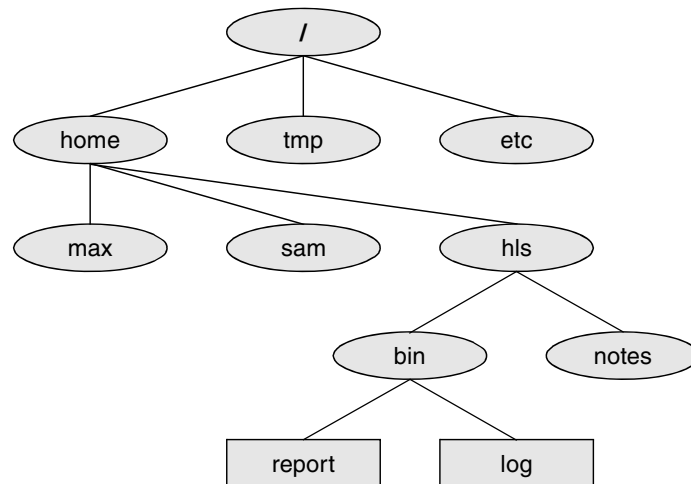 /
home tmp etc
max sam hls
bin notes
report log